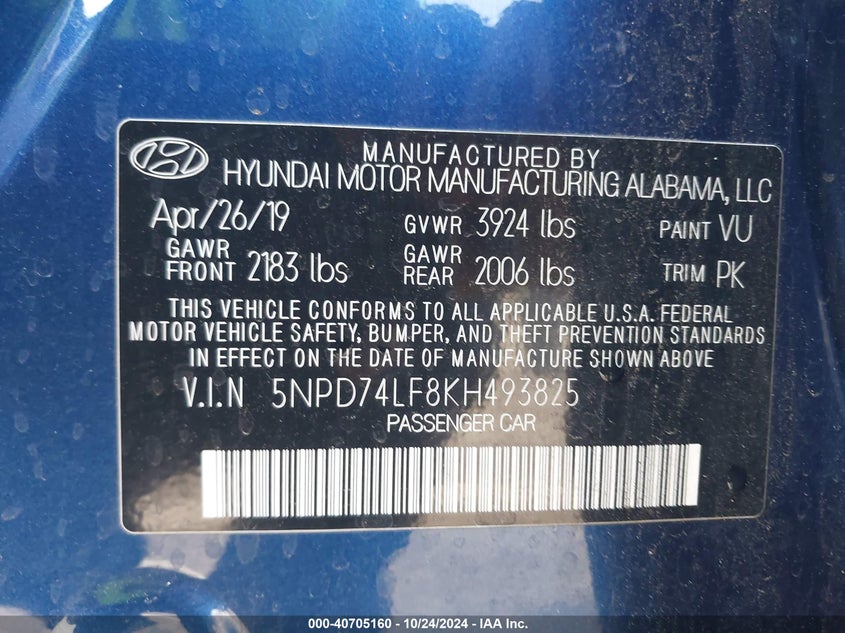 MANUFACTURED BY
HYUNDAI MOTOR MANUFACTURING ALABAMA, LLC
Apr/26/19 GVWR 3924 lbs PAINT VU
GAWR FRONT 2183 lbs GAWR REAR 2006 lbs TRIM PK
THIS VEHICLE CONFORMS TO ALL APPLICABLE U.S.A. FEDERAL
MOTOR VEHICLE SAFETY, BUMPER, AND THEFT PREVENTION STANDARDS
IN EFFECT ON THE DATE OF MANUFACTURE SHOWN ABOVE
V.I.N 5NPD74LF8KH493825
PASSENGER CAR
000-40705160 - 10/24/2024 - IAA Inc.